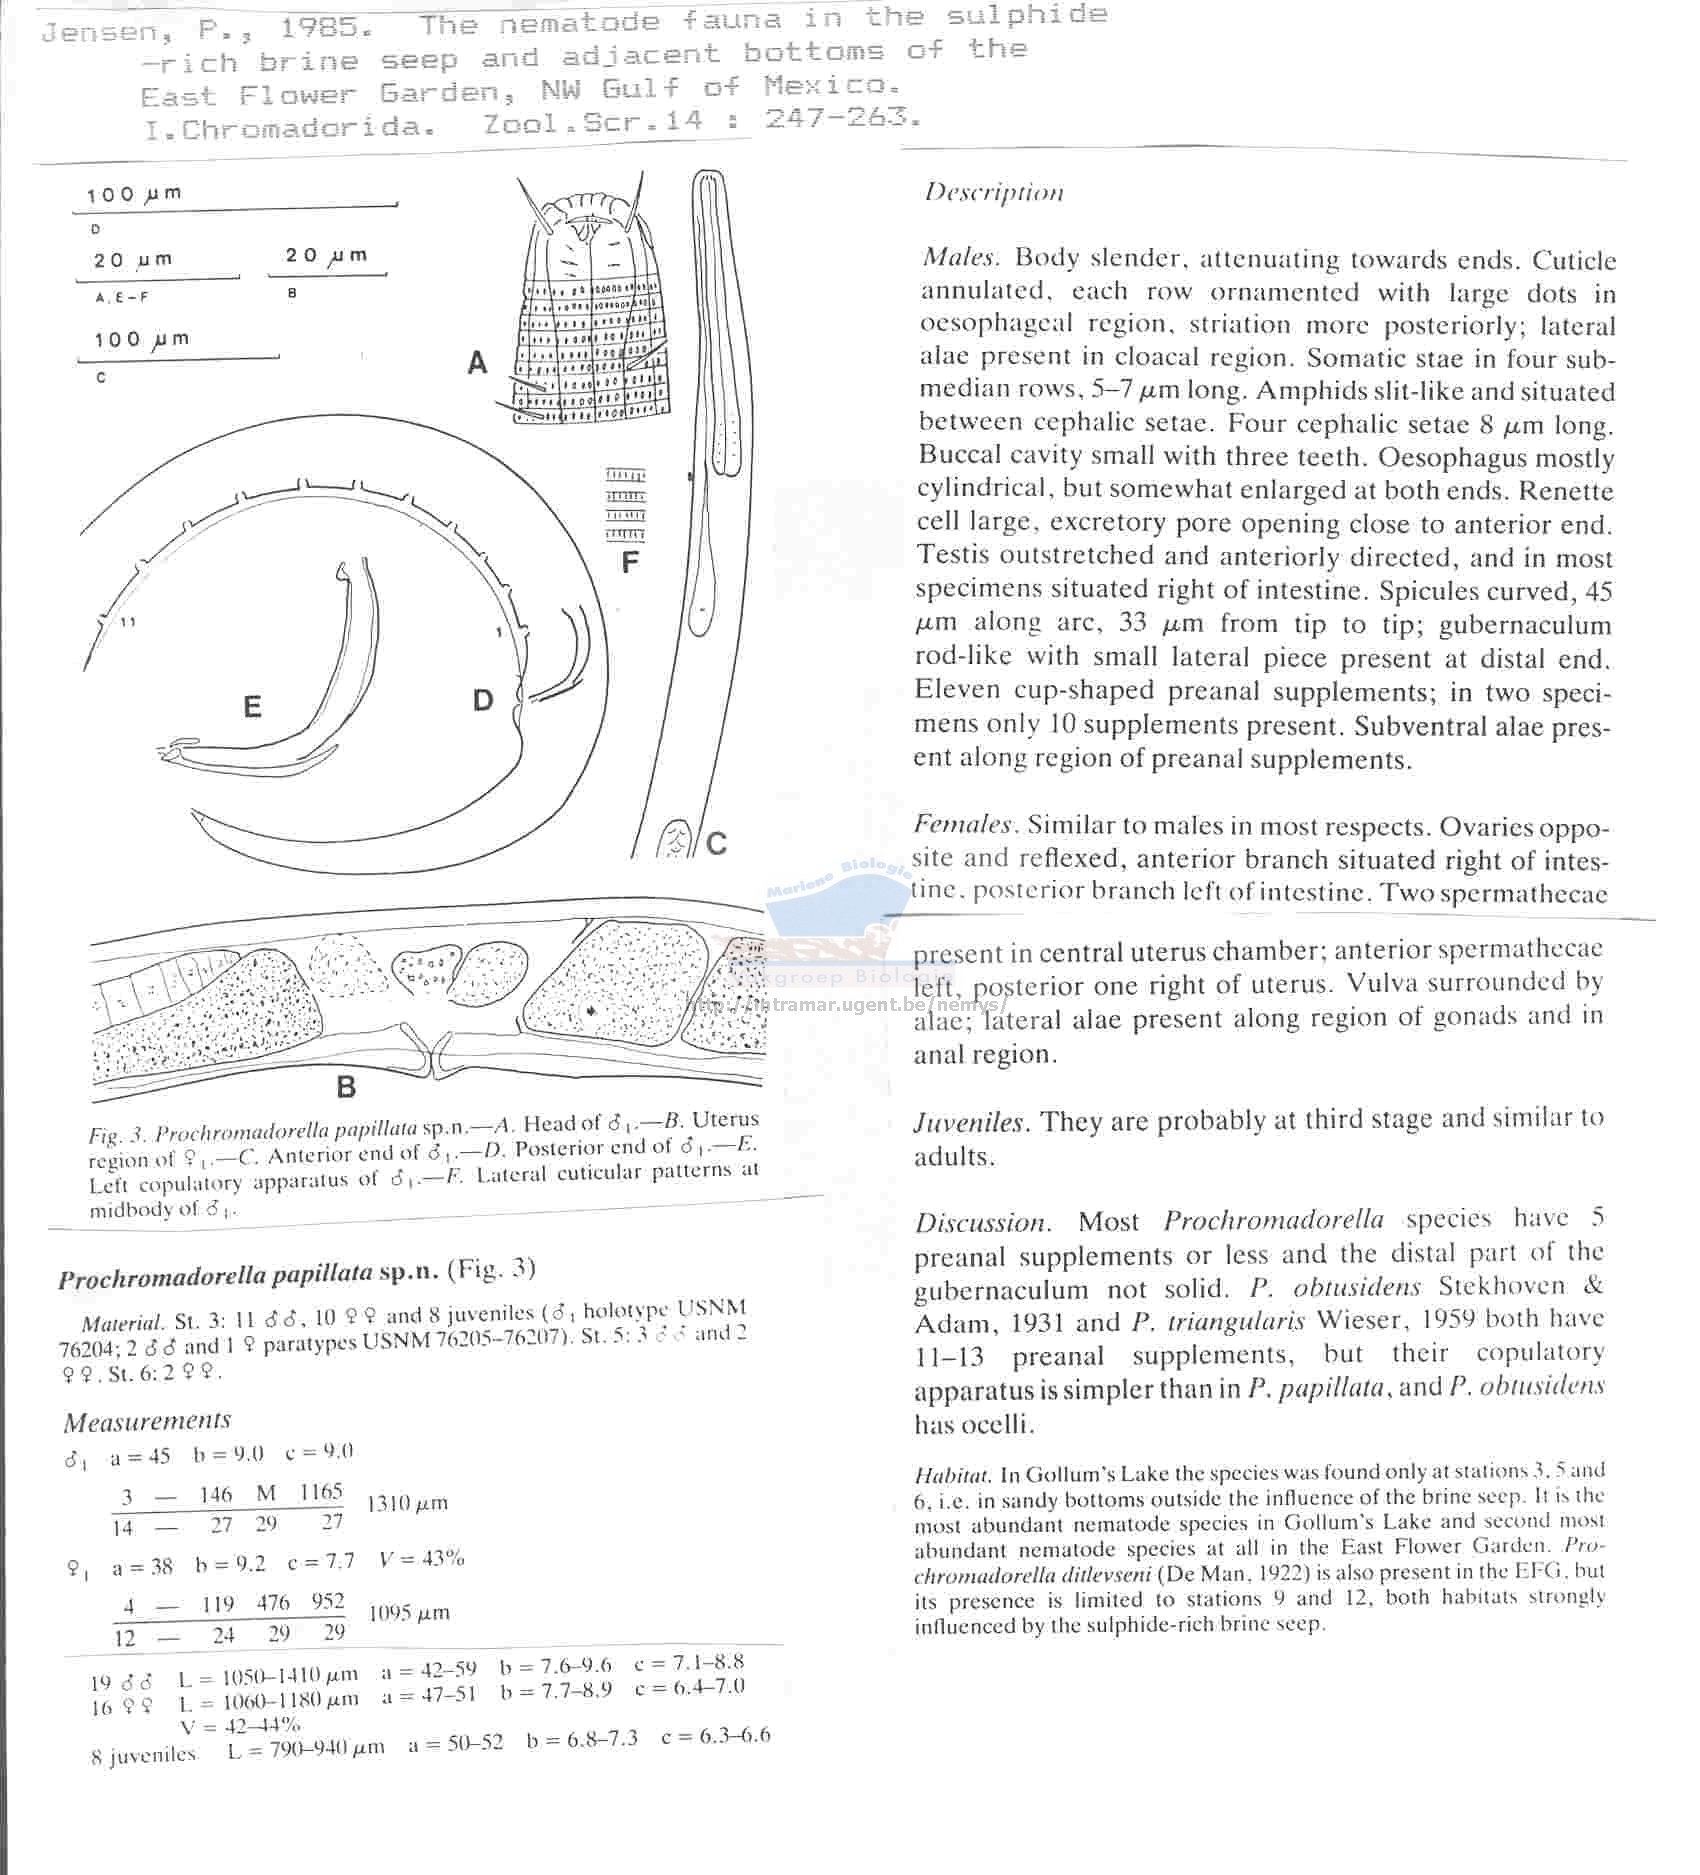 Jensen, P., 1985. The nematode fauna in the sulphide
-rich brine seep and adjacent bottoms of the
East Flower Garden, NW Gulf of Mexico.
I.Chromadorida. Zool.Scr.14 : 247-263.
100 μm
D
20 μm
A, E-F
20 μm
B
100 μm
C
A
F
11
1
E
D
C
B
Fig. 3. Prochromadorella papillata sp.n.—A. Head of ♂1.—B. Uterus
region of ♀1.—C. Anterior end of ♂1.—D. Posterior end of ♂1.—E.
Left copulatory apparatus of ♂1.—F. Lateral cuticular patterns at
midbody of ♂1.
Prochromadorella papillata sp.n. (Fig. 3)
Material. St. 3: 11 ♂♂, 10 ♀♀ and 8 juveniles (♂1 holotype USNM
76204; 2 ♂♂ and 1 ♀ paratypes USNM 76205–76207). St. 5: 3 ♂♂ and 2
♀♀. St. 6: 2 ♀♀.
Measurements
♂1 a = 45 b = 9.0 c = 9.0
3 — 146 M 1165
14 — 27 29 27
1310 μm
♀1 a = 38 b = 9.2 c = 7.7 V = 43%
4 — 119 476 952
12 — 24 29 29
1095 μm
19 ♂♂ L = 1050–1410 μm a = 42–59 b = 7.6–9.6 c = 7.1–8.8
16 ♀♀ L = 1060–1180 μm a = 47–51 b = 7.7–8.9 c = 6.4–7.0
V = 42–44%
8 juveniles L = 790–940 μm a = 50–52 b = 6.8–7.3 c = 6.3–6.6
Description
Males. Body slender, attenuating towards ends. Cuticle
annulated, each row ornamented with large dots in
oesophageal region, striation more posteriorly; lateral
alae present in cloacal region. Somatic stae in four sub-
median rows, 5–7 μm long. Amphids slit-like and situated
between cephalic setae. Four cephalic setae 8 μm long.
Buccal cavity small with three teeth. Oesophagus mostly
cylindrical, but somewhat enlarged at both ends. Renette
cell large, excretory pore opening close to anterior end.
Testis outstretched and anteriorly directed, and in most
specimens situated right of intestine. Spicules curved, 45
μm along arc, 33 μm from tip to tip; gubernaculum
rod-like with small lateral piece present at distal end.
Eleven cup-shaped preanal supplements; in two speci-
mens only 10 supplements present. Subventral alae pres-
ent along region of preanal supplements.
Females. Similar to males in most respects. Ovaries oppo-
site and reflexed, anterior branch situated right of intes-
tine, posterior branch left of intestine. Two spermathecae
present in central uterus chamber; anterior spermathecae
left, posterior one right of uterus. Vulva surrounded by
alae; lateral alae present along region of gonads and in
anal region.
Juveniles. They are probably at third stage and similar to
adults.
Discussion. Most Prochromadorella species have 5
preanal supplements or less and the distal part of the
gubernaculum not solid. P. obtusidens Stekhoven &
Adam, 1931 and P. triangularis Wieser, 1959 both have
11–13 preanal supplements, but their copulatory
apparatus is simpler than in P. papillata, and P. obtusidens
has ocelli.
Habitat. In Gollum's Lake the species was found only at stations 3, 5 and
6, i.e. in sandy bottoms outside the influence of the brine seep. It is the
most abundant nematode species in Gollum's Lake and second most
abundant nematode species at all in the East Flower Garden. Pro-
chromadorella ditlevseni (De Man, 1922) is also present in the EFG, but
its presence is limited to stations 9 and 12, both habitats strongly
influenced by the sulphide-rich brine seep.
Mariene Biologie
Biologie
http://intramar.ugent.be/nemys/